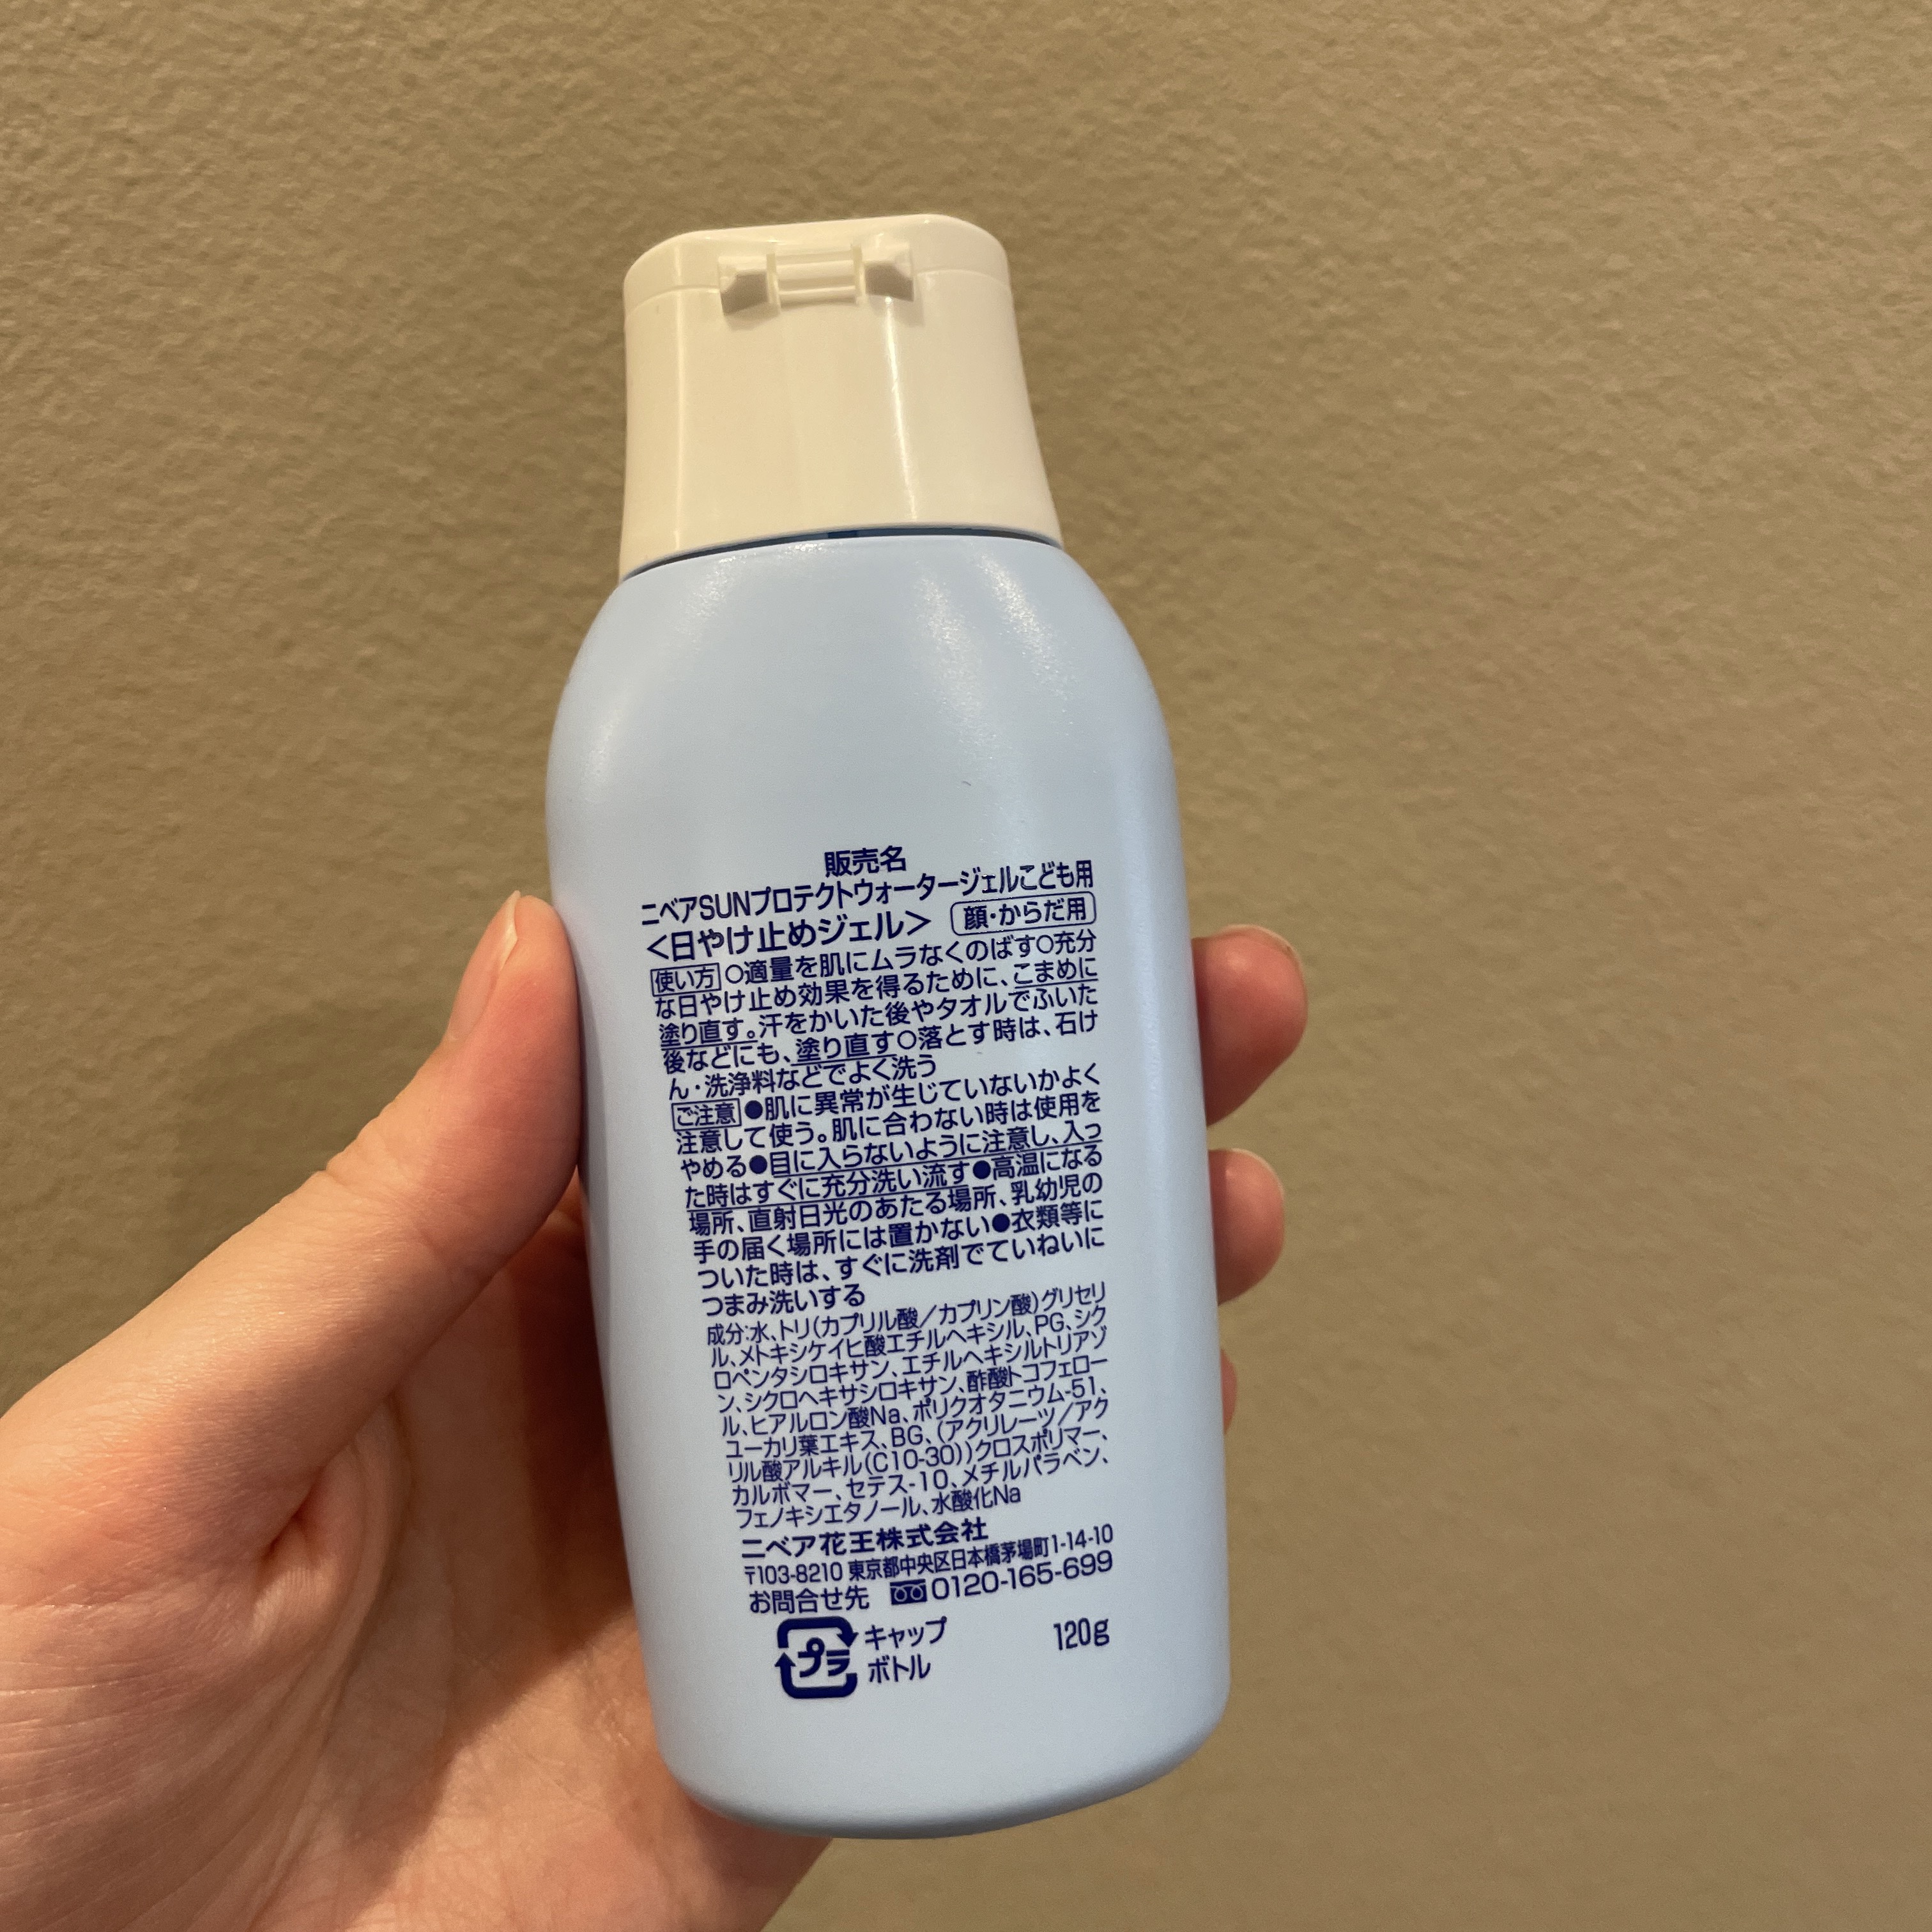 販売名
ニベアSUNプロテクトウォータージェルこども用
<日やけ止めジェル> 顔・からだ用
使い方 ○適量を肌にムラなくのばす○充分
な日やけ止め効果を得るために、こまめに
塗り直す。汗をかいた後やタオルでふいた
後などにも、塗り直す○落とす時は、石け
ん・洗浄料などでよく洗う
ご注意 ●肌に異常が生じていないかよく
注意して使う。肌に合わない時は使用を
やめる●目に入らないように注意し、入っ
た時はすぐに充分洗い流す●高温になる
場所、直射日光のあたる場所、乳幼児の
手の届く場所には置かない●衣類等に
ついた時は、すぐに洗剤でていねいに
つまみ洗いする
成分:水、トリ(カプリル酸/カプリン酸)グリセリ
ル、メトキシケイヒ酸エチルヘキシル、PG、シク
ロペンタシロキサン、エチルヘキシルトリアゾ
ン、シクロヘキサシロキサン、酢酸トコフェロー
ル、ヒアルロン酸Na、ポリクオタニウム-51、
ユーカリ葉エキス、BG、(アクリレーツ/アク
リル酸アルキル(C10-30))クロスポリマー、
カルボマー、セテス-10、メチルパラベン、
フェノキシエタノール、水酸化Na
ニベア花王株式会社
〒103-8210 東京都中央区日本橋茅場町1-14-10
お問合せ先 0120-165-699
プラ キャップ
ボトル 120g